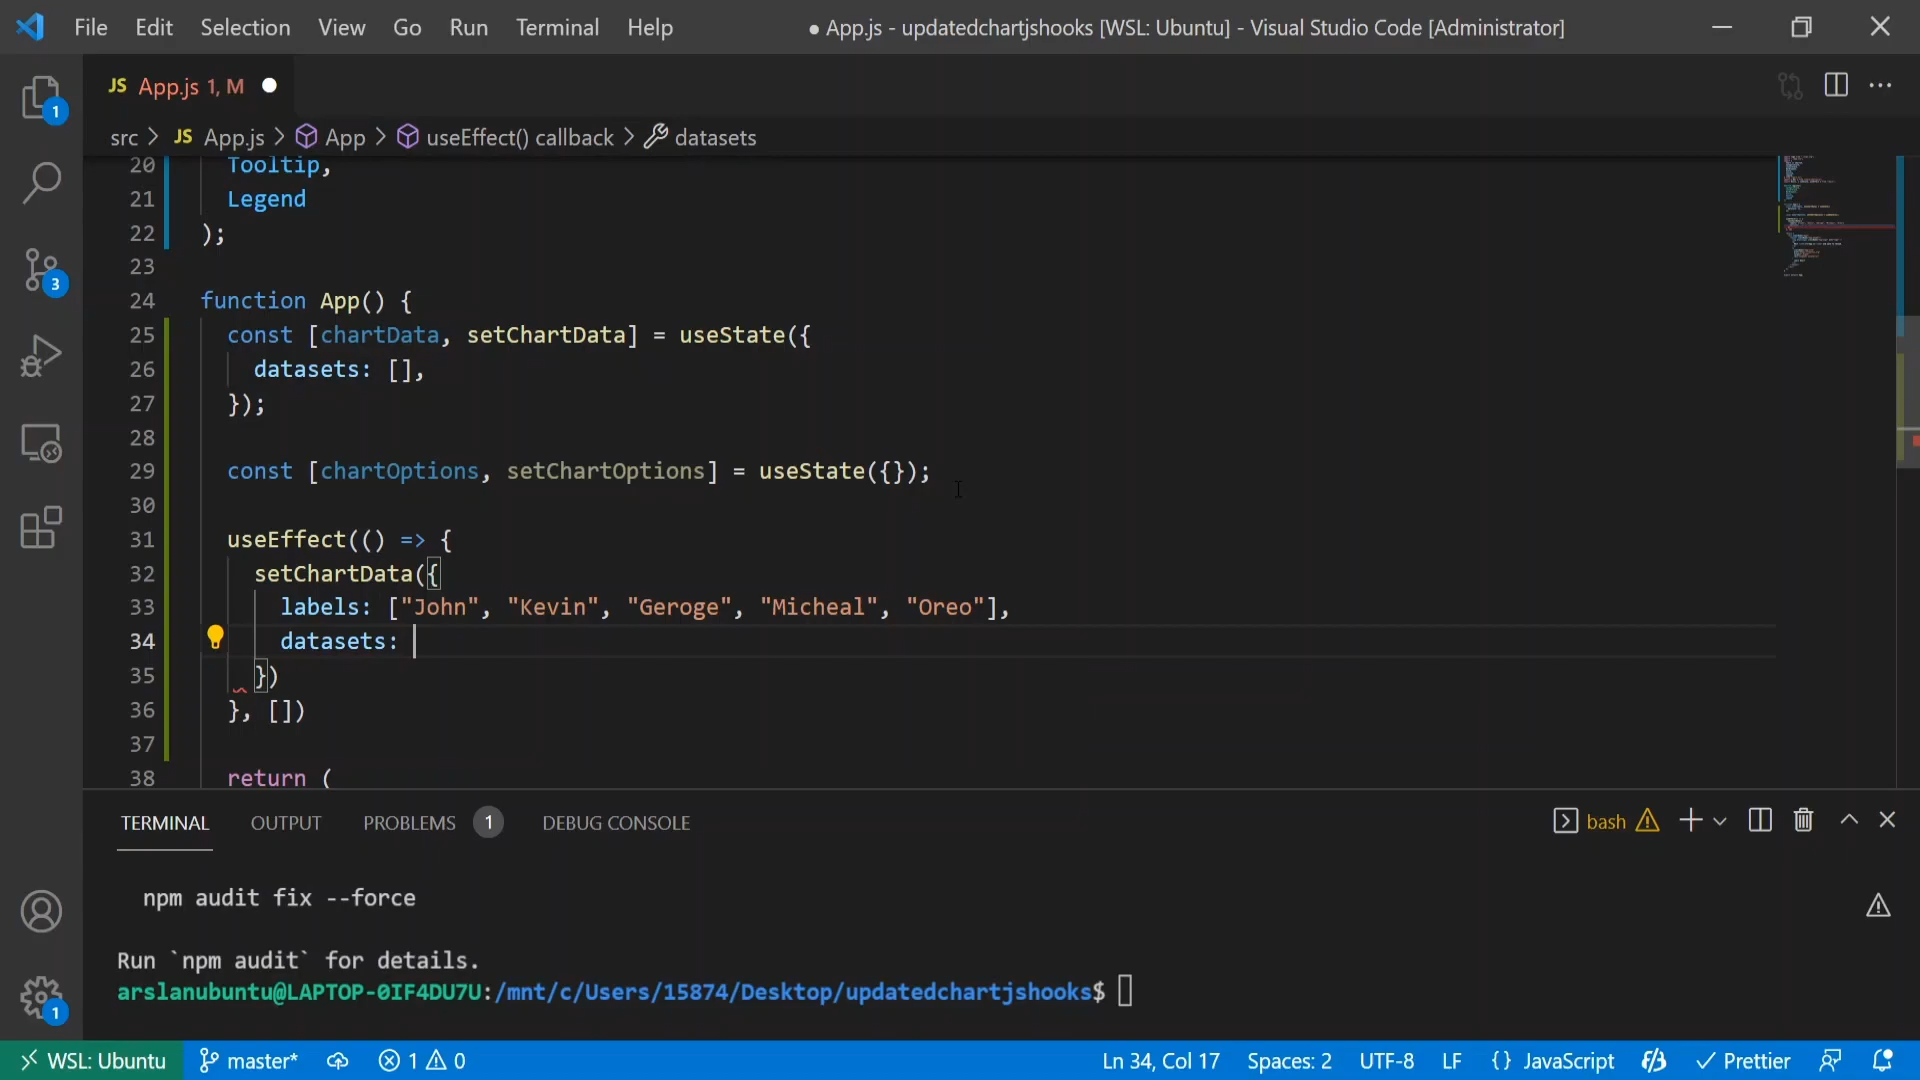 File Edit Selection View Go Run Terminal Help ● App.js - updatedchartjshooks [WSL: Ubuntu] - Visual Studio Code [Administrator]
JS App.js 1, M ●
src > JS App.js > App > useEffect() callback > datasets
20 Tooltip,
21 Legend
22 );
23
24 function App() {
25 const [chartData, setChartData] = useState({
26 datasets: [],
27 });
28
29 const [chartOptions, setChartOptions] = useState({});
30
31 useEffect(() => {
32 setChartData({
33 labels: ["John", "Kevin", "Geroge", "Micheal", "Oreo"],
34 datasets:
35 })
36 }, [])
37
38 return (
1
3
1
TERMINAL OUTPUT PROBLEMS 1 DEBUG CONSOLE bash
npm audit fix --force
Run `npm audit` for details.
arslanubuntu@LAPTOP-0IF4DU7U:/mnt/c/Users/15874/Desktop/updatedchartjshooks$
WSL: Ubuntu master* 1 0 Ln 34, Col 17 Spaces: 2 UTF-8 LF {} JavaScript Prettier